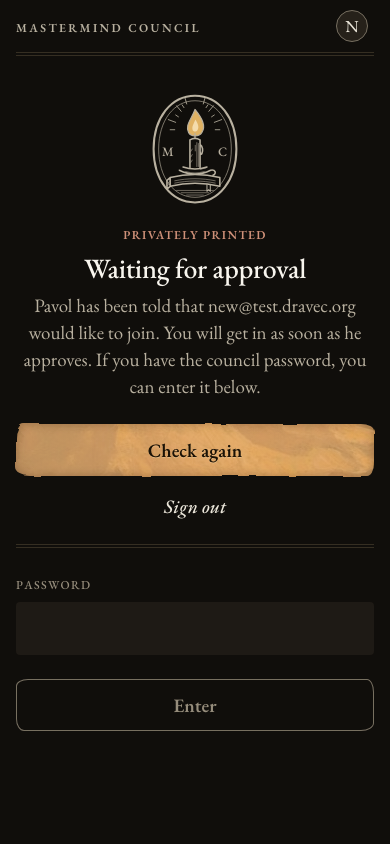 MASTERMIND COUNCIL
N
M C
PRIVATELY PRINTED
Waiting for approval
Pavol has been told that new@test.dravec.org
would like to join. You will get in as soon as he
approves. If you have the council password, you
can enter it below.
Check again
Sign out
PASSWORD
Enter